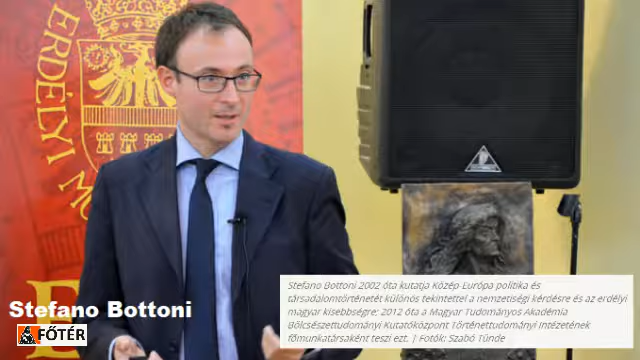 ERDÉLYI M
E
Stefano Bottoni
FŐTÉR
Stefano Bottoni 2002 óta kutatja Közép-Európa politika és
társadalomtörténetét különös tekintettel a nemzetiségi kérdésre és az erdélyi
magyar kisebbségre; 2012 óta a Magyar Tudományos Akadémia
Bölcsészettudományi Kutatóközpont Történettudományi Intézetének
főmunkatársaként teszi ezt. | Fotók: Szabó Tünde